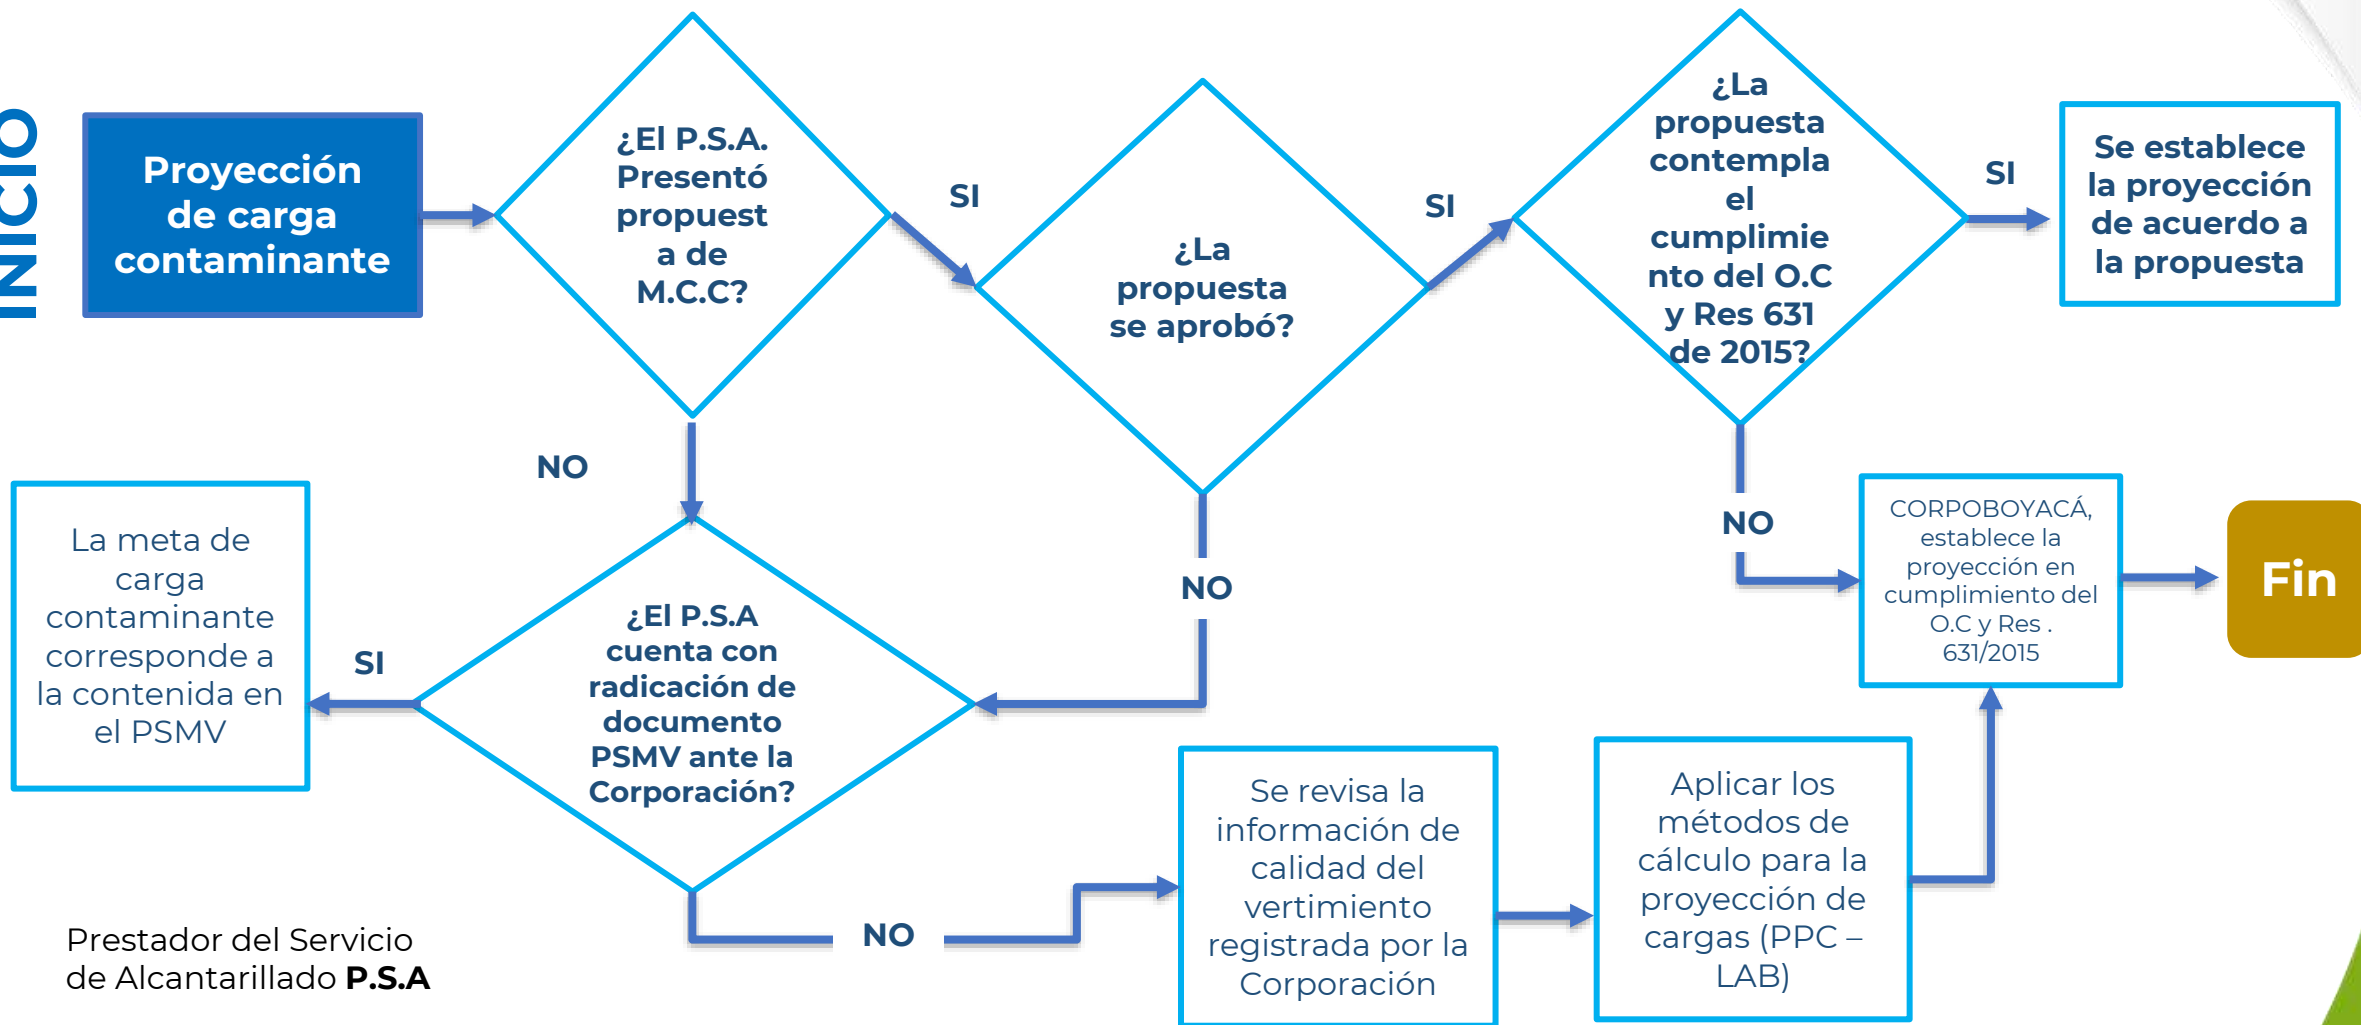 INICIO
Proyección
de carga
contaminante
¿El P.S.A.
Presentó
propuest
a de
M.C.C?
SI
¿La
propuesta
se aprobó?
SI
¿La
propuesta
contempla
el
cumplimie
nto del O.C
y Res 631
de 2015?
SI
Se establece
la proyección
de acuerdo a
la propuesta
NO
NO
NO
La meta de
carga
contaminante
corresponde a
la contenida en
el PSMV
SI
¿El P.S.A
cuenta con
radicación de
documento
PSMV ante la
Corporación?
CORPOBOYACÁ,
establece la
proyección en
cumplimiento del
O.C y Res .
631/2015
Fin
NO
Se revisa la
información de
calidad del
vertimiento
registrada por la
Corporación
Aplicar los
métodos de
cálculo para la
proyección de
cargas (PPC –
LAB)
Prestador del Servicio
de Alcantarillado P.S.A